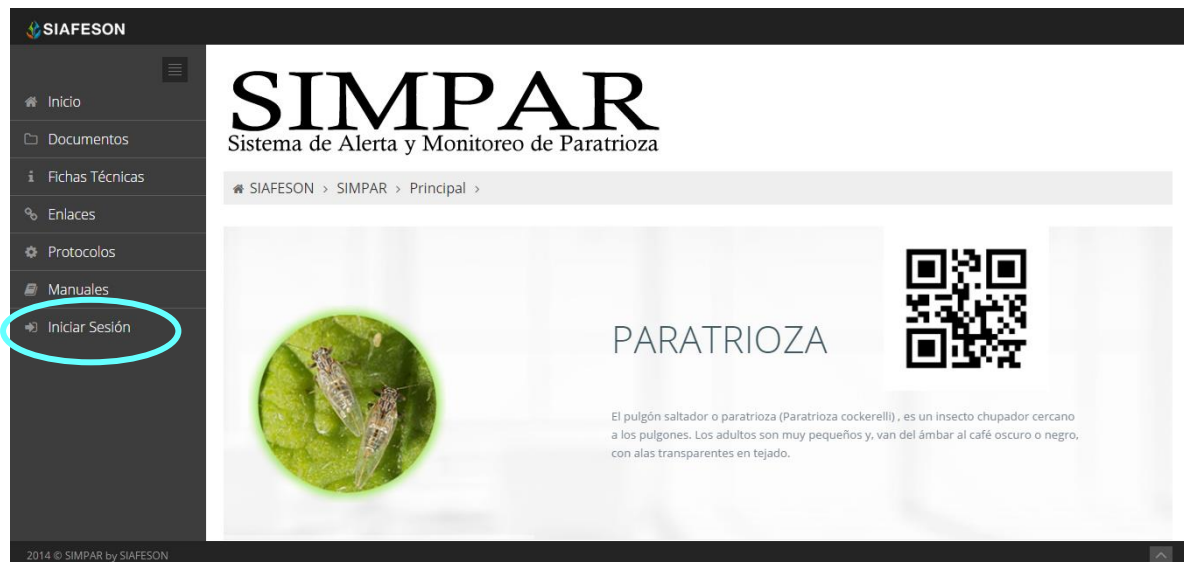 SIAFESON
Inicio
Documentos
Fichas Técnicas
Enlaces
Protocolos
Manuales
Iniciar Sesión
SIMPAR
Sistema de Alerta y Monitoreo de Paratrioza
SIAFESON > SIMPAR > Principal >
PARATRIOZA
El pulgón saltador o paratrioza (Paratrioza cockerelli) , es un insecto chupador cercano
a los pulgones. Los adultos son muy pequeños y, van del ámbar al café oscuro o negro,
con alas transparentes en tejado.
2014 © SIMPAR by SIAFESON